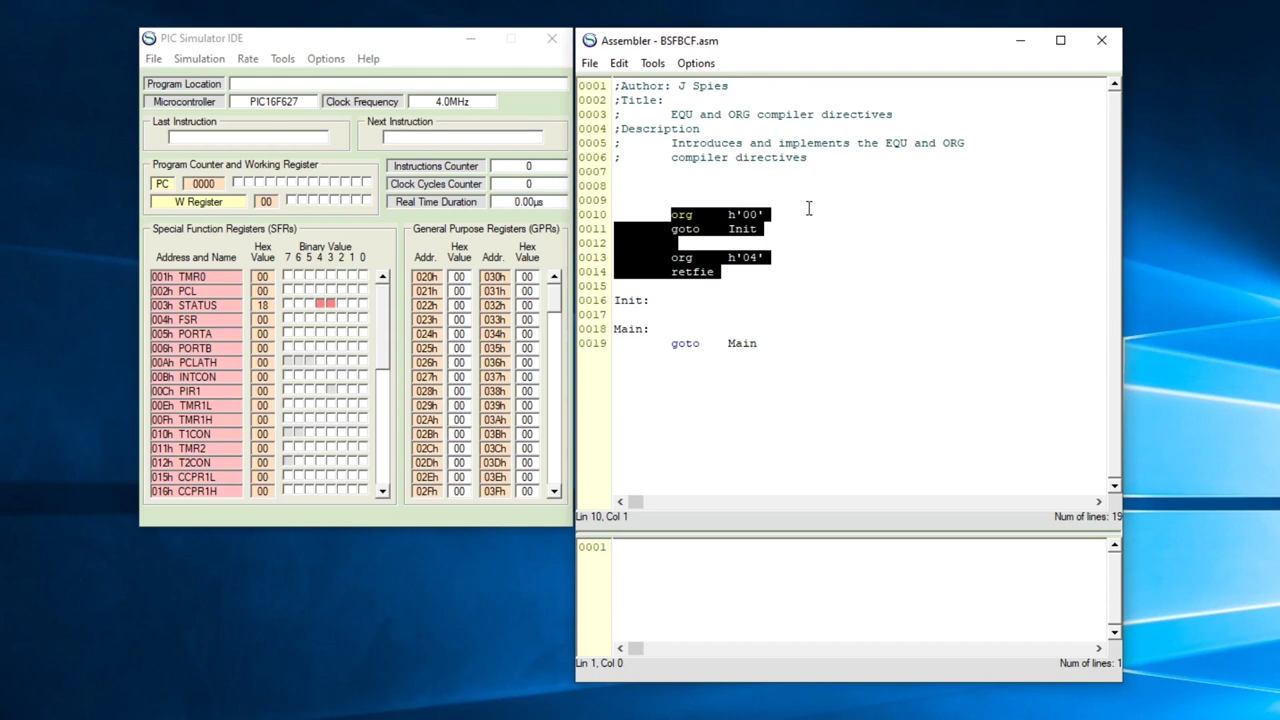 PIC Simulator IDE
File Simulation Rate Tools Options Help
Program Location
Microcontroller PIC16F627 Clock Frequency 4.0MHz
Last Instruction Next Instruction
Program Counter and Working Register
PC 0000
W Register 00
Instructions Counter 0
Clock Cycles Counter 0
Real Time Duration 0.00µs
Special Function Registers (SFRs)
Hex Binary Value
Address and Name Value 7 6 5 4 3 2 1 0
001h TMR0 00
002h PCL 00
003h STATUS 18
004h FSR 00
005h PORTA 00
006h PORTB 00
00Ah PCLATH 00
00Bh INTCON 00
00Ch PIR1 00
00Eh TMR1L 00
00Fh TMR1H 00
010h T1CON 00
011h TMR2 00
012h T2CON 00
015h CCPR1L 00
016h CCPR1H 00
General Purpose Registers (GPRs)
Hex Hex
Addr. Value Addr. Value
020h 00 030h 00
021h 00 031h 00
022h 00 032h 00
023h 00 033h 00
024h 00 034h 00
025h 00 035h 00
026h 00 036h 00
027h 00 037h 00
028h 00 038h 00
029h 00 039h 00
02Ah 00 03Ah 00
02Bh 00 03Bh 00
02Ch 00 03Ch 00
02Dh 00 03Dh 00
02Eh 00 03Eh 00
02Fh 00 03Fh 00
Assembler - BSFBCF.asm
File Edit Tools Options
0001 ;Author: J Spies
0002 ;Title:
0003 ; EQU and ORG compiler directives
0004 ;Description
0005 ; Introduces and implements the EQU and ORG
0006 ; compiler directives
0007
0008
0009
0010 org h'00'
0011 goto Init
0012
0013 org h'04'
0014 retfie
0015
0016 Init:
0017
0018 Main:
0019 goto Main
Lin 10, Col 1 Num of lines: 19
0001
Lin 1, Col 0 Num of lines: 1